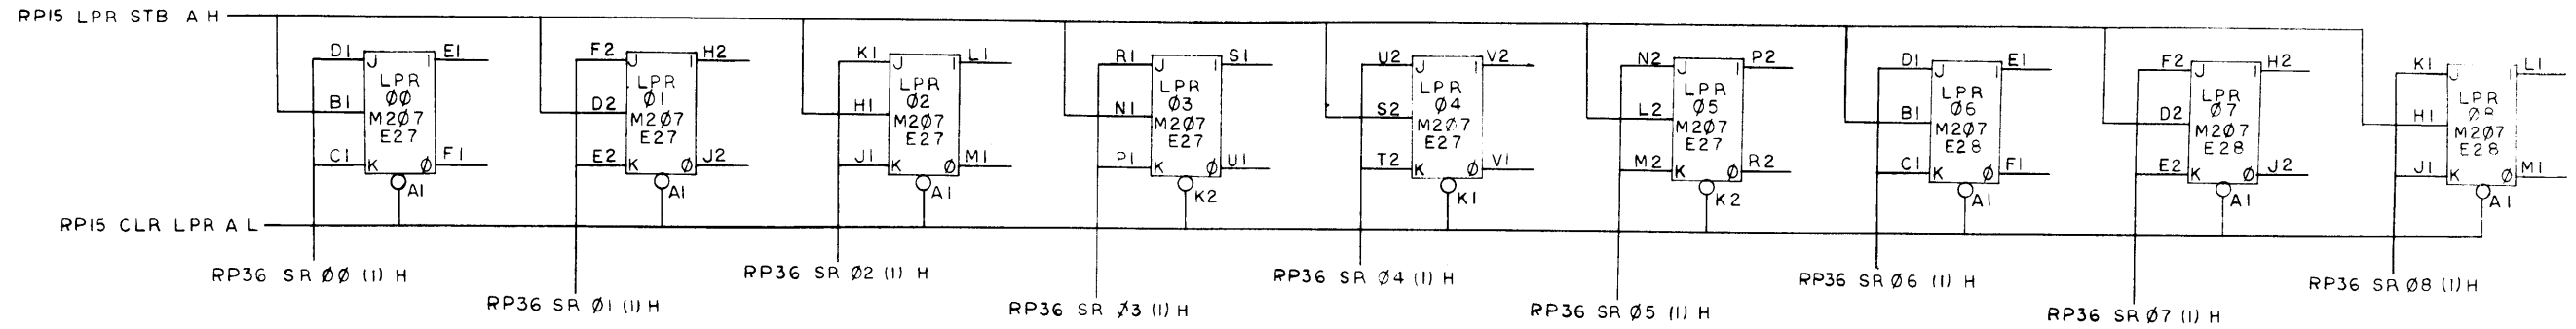 RP15 LPR STB A H
D1 J 1 E1
LPR
ØØ
B1 M2Ø7
E27
C1 K Ø F1
A1
F2 J 1 H2
LPR
Ø1
D2 M2Ø7
E27
E2 K Ø J2
A1
K1 J 1 L1
LPR
Ø2
H1 M2Ø7
E27
J1 K Ø M1
A1
R1 J 1 S1
LPR
Ø3
N1 M2Ø7
E27
P1 K Ø U1
K2
U2 J 1 V2
LPR
Ø4
S2 M2Ø7
E27
T2 K Ø V1
K1
N2 J 1 P2
LPR
Ø5
L2 M2Ø7
E27
M2 K Ø R2
K2
D1 J 1 E1
LPR
Ø6
B1 M2Ø7
E28
C1 K Ø F1
A1
F2 J 1 H2
LPR
Ø7
D2 M2Ø7
E28
E2 K Ø J2
A1
K1 J 1 L1
LPR
Ø8
H1 M2Ø7
E28
J1 K Ø M1
A1
RP15 CLR LPR A L
RP36 SR ØØ (1) H
RP36 SR Ø1 (1) H
RP36 SR Ø2 (1) H
RP36 SR Ø3 (1) H
RP36 SR Ø4 (1) H
RP36 SR Ø5 (1) H
RP36 SR Ø6 (1) H
RP36 SR Ø7 (1) H
RP36 SR Ø8 (1) H